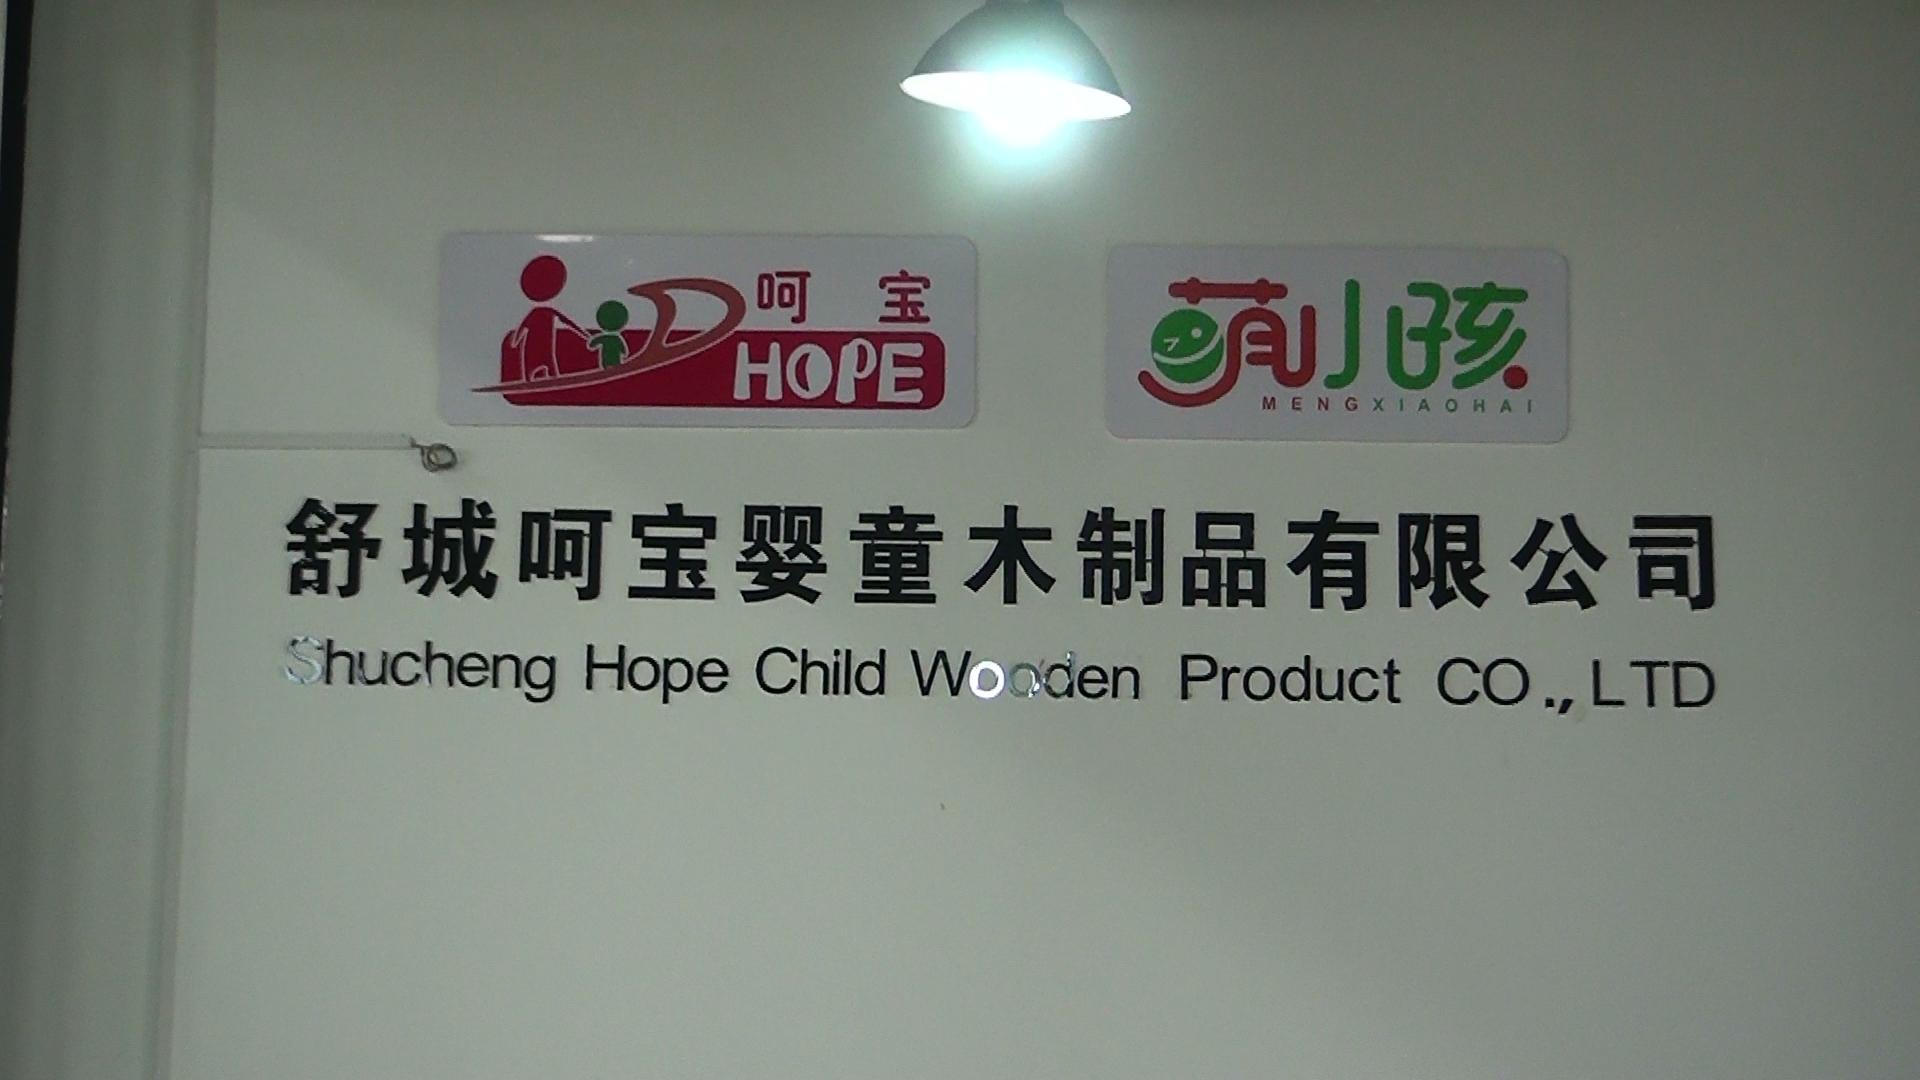 呵宝
HOPE
萌小孩
MENGXIAOHAI
舒城呵宝婴童木制品有限公司
Shucheng Hope Child Wooden Product CO.,LTD